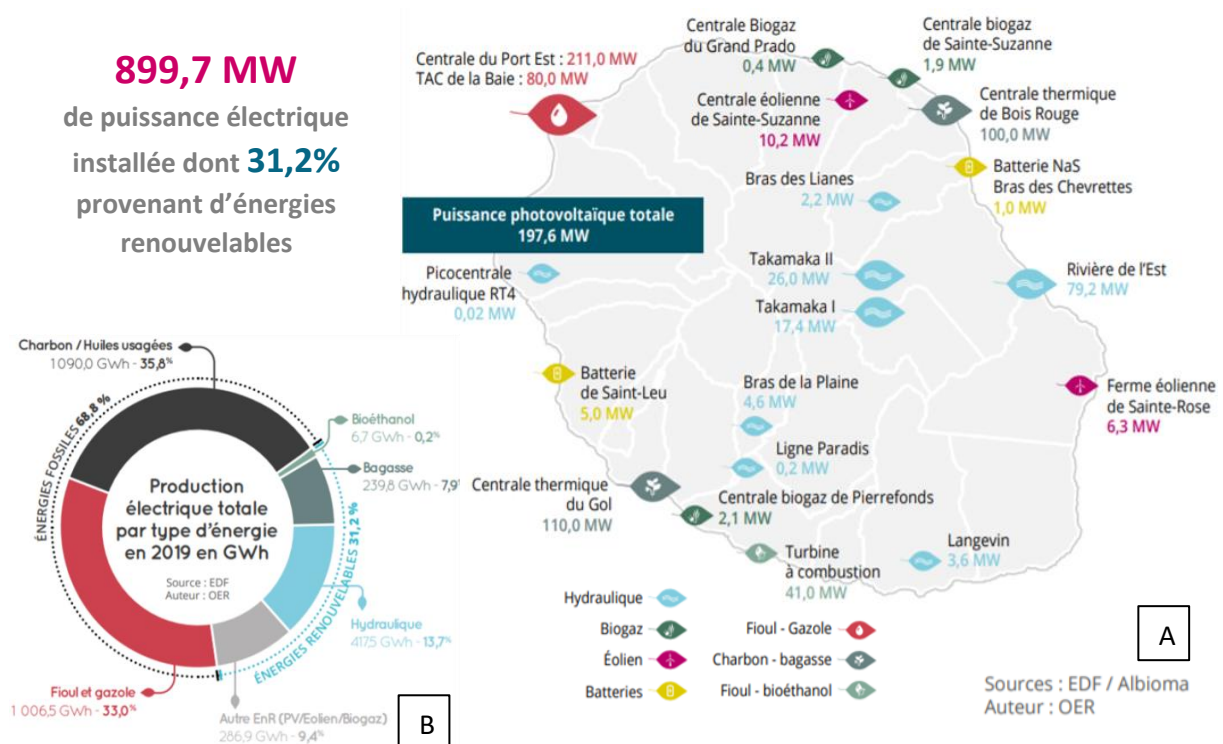 899,7 MW
de puissance électrique
installée dont 31,2%
provenant d'énergies
renouvelables
Centrale du Port Est : 211,0 MW
TAC de la Baie : 80,0 MW
Centrale Biogaz
du Grand Prado
0,4 MW
Centrale biogaz
de Sainte-Suzanne
1,9 MW
Centrale éolienne
de Sainte-Suzanne
10,2 MW
Centrale thermique
de Bois Rouge
100,0 MW
Batterie NaS
Bras des Chevrettes
1,0 MW
Bras des Lianes
2,2 MW
Puissance photovoltaïque totale
197,6 MW
Picocentrale
hydraulique RT4
0,02 MW
Takamaka II
26,0 MW
Takamaka I
17,4 MW
Rivière de l'Est
79,2 MW
Batterie
de Saint-Leu
5,0 MW
Bras de la Plaine
4,6 MW
Ligne Paradis
0,2 MW
Ferme éolienne
de Sainte-Rose
6,3 MW
Centrale thermique
du Gol
110,0 MW
Centrale biogaz de Pierrefonds
2,1 MW
Turbine
à combustion
41,0 MW
Langevin
3,6 MW
Hydraulique
Biogaz
Éolien
Batteries
Fioul - Gazole
Charbon - bagasse
Fioul - bioéthanol
A
Sources : EDF / Albioma
Auteur : OER
Charbon / Huiles usagées
1090,0 GWh - 35,8%
ÉNERGIES FOSSILES 68,8 %
Bioéthanol
6,7 GWh - 0,2%
Bagasse
239,8 GWh - 7,9
Production
électrique totale
par type d'énergie
en 2019 en GWh
Source : EDF
Auteur : OER
ÉNERGIES RENOUVELABLES 31,2 %
Hydraulique
417,5 GWh - 13,7%
Fioul et gazole
1 006,5 GWh - 33,0%
Autre EnR (PV/Eolien/Biogaz)
286,9 GWh - 9,4%
B